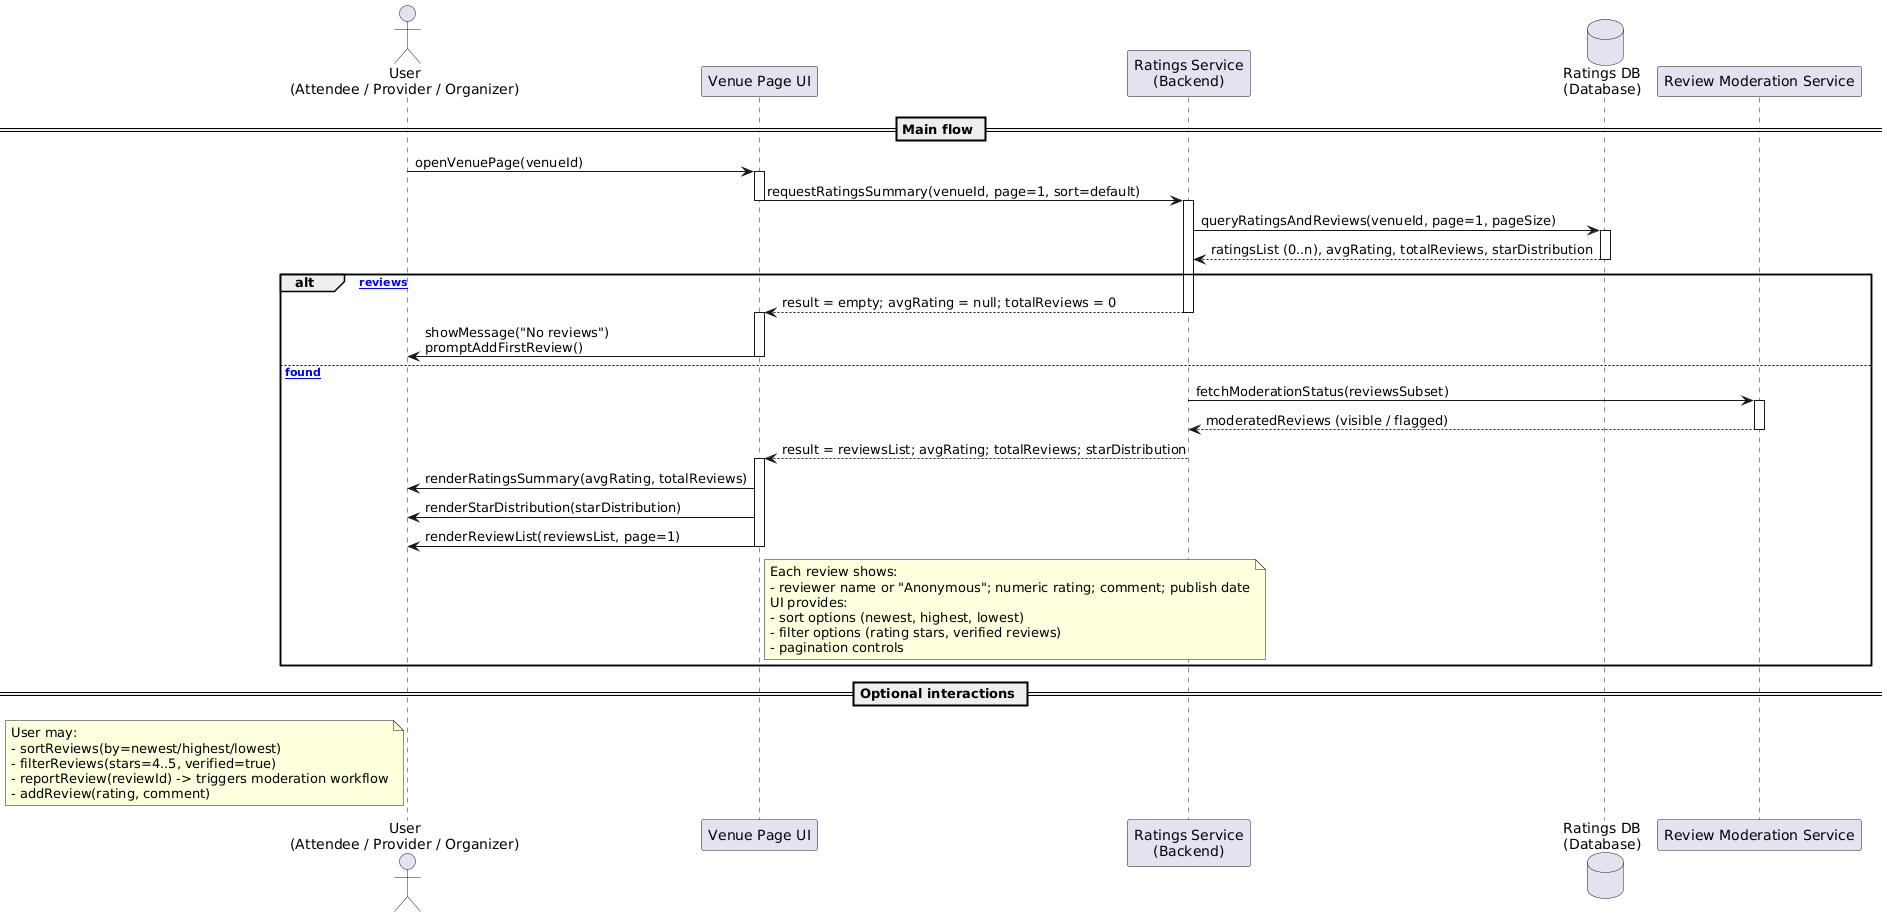 User
(Attendee / Provider / Organizer)
Venue Page UI
Ratings Service
(Backend)
Ratings DB
(Database)
Review Moderation Service
Main flow
openVenuePage(venueId)
requestRatingsSummary(venueId, page=1, sort=default)
queryRatingsAndReviews(venueId, page=1, pageSize)
ratingsList (0..n), avgRating, totalReviews, starDistribution
alt
reviews
result = empty; avgRating = null; totalReviews = 0
showMessage("No reviews")
promptAddFirstReview()
found
fetchModerationStatus(reviewsSubset)
moderatedReviews (visible / flagged)
result = reviewsList; avgRating; totalReviews; starDistribution
renderRatingsSummary(avgRating, totalReviews)
renderStarDistribution(starDistribution)
renderReviewList(reviewsList, page=1)
Each review shows:
- reviewer name or "Anonymous"; numeric rating; comment; publish date
UI provides:
- sort options (newest, highest, lowest)
- filter options (rating stars, verified reviews)
- pagination controls
Optional interactions
User may:
- sortReviews(by=newest/highest/lowest)
- filterReviews(stars=4..5, verified=true)
- reportReview(reviewId) -> triggers moderation workflow
- addReview(rating, comment)
User
(Attendee / Provider / Organizer)
Venue Page UI
Ratings Service
(Backend)
Ratings DB
(Database)
Review Moderation Service